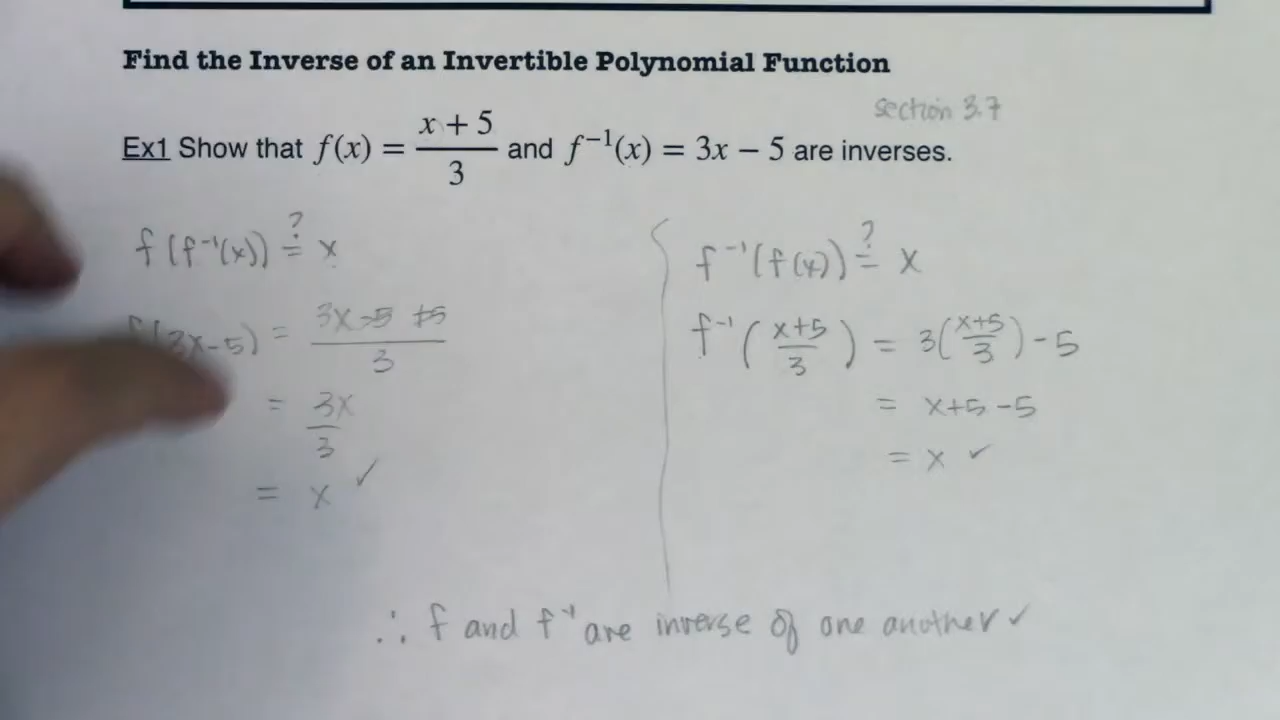 Find the Inverse of an Invertible Polynomial Function
section 3.7
Ex1 Show that f(x) = (x + 5)/3 and f⁻¹(x) = 3x − 5 are inverses.
f(f⁻¹(x)) ≟ x
f(3x-5) = (3x-5 +5)/3
= 3x/3
= x ✓
f⁻¹(f(x)) ≟ x
f⁻¹((x+5)/3) = 3((x+5)/3) - 5
= x+5-5
= x ✓
∴ f and f⁻¹ are inverse of one another ✓